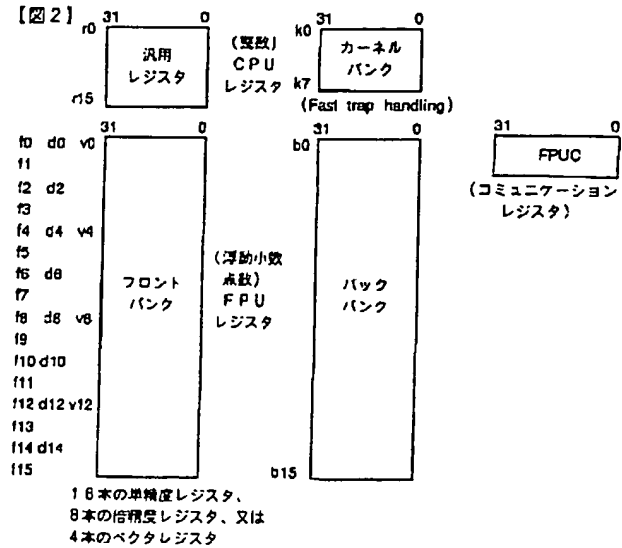 【図2】
31 0
r0
r15
汎用
レジスタ
(整数)
CPU
レジスタ
31 0
k0
k7
カーネル
バンク
(Fast trap handling)
31 0
f0 d0 v0
f1
f2 d2
f3
f4 d4 v4
f5
f6 d6
f7
f8 d8 v8
f9
f10 d10
f11
f12 d12 v12
f13
f14 d14
f15
フロント
バンク
(浮動小数
点数)
FPU
レジスタ
31 0
b0
b15
バック
バンク
31 0
FPUC
(コミュニケーション
レジスタ)
16本の単精度レジスタ、
8本の倍精度レジスタ、又は
4本のベクタレジスタ